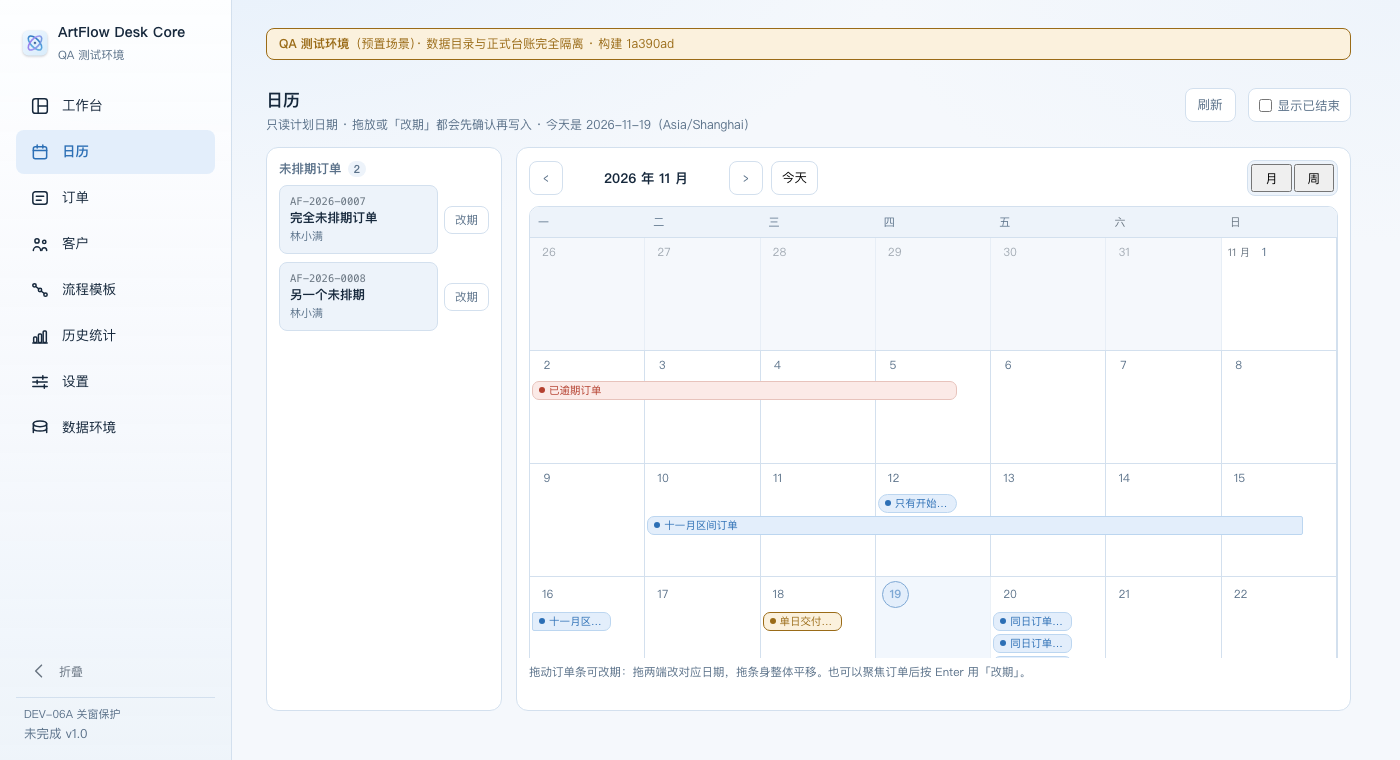 ArtFlow Desk Core
QA 测试环境
工作台
日历
订单
客户
流程模板
历史统计
设置
数据环境
折叠
DEV-06A 关窗保护
未完成 v1.0
QA 测试环境（预置场景）· 数据目录与正式台账完全隔离 · 构建 1a390ad
日历
只读计划日期 · 拖放或「改期」都会先确认再写入 · 今天是 2026-11-19（Asia/Shanghai）
刷新
显示已结束
未排期订单 2
AF-2026-0007
完全未排期订单
林小满
改期
AF-2026-0008
另一个未排期
林小满
改期
2026 年 11 月
今天
月 周
一 二 三 四 五 六 日
26 27 28 29 30 31 11 月 1
2 3 4 5 6 7 8
已逾期订单
9 10 11 12 13 14 15
只有开始...
十一月区间订单
16 17 18 19 20 21 22
十一月区... 单日交付... 同日订单...
同日订单...
拖动订单条可改期：拖两端改对应日期，拖条身整体平移。也可以聚焦订单后按 Enter 用「改期」。